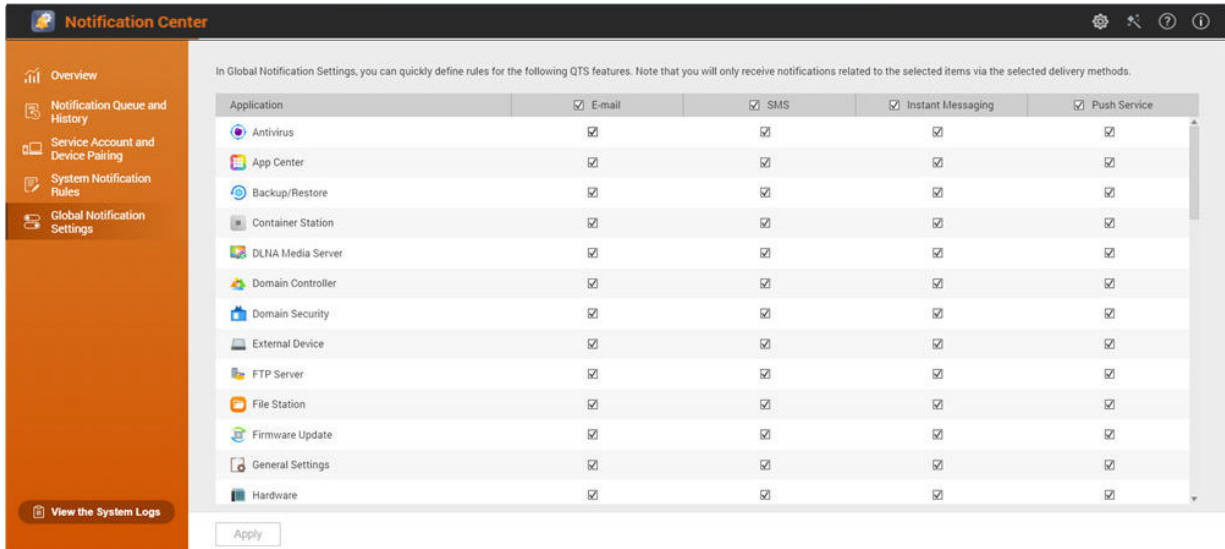 Notification Center
Overview
Notification Queue and
History
Service Account and
Device Pairing
System Notification
Rules
Global Notification
Settings
View the System Logs
In Global Notification Settings, you can quickly define rules for the following QTS features. Note that you will only receive notifications related to the selected items via the selected delivery methods.
Application E-mail SMS Instant Messaging Push Service
Antivirus
App Center
Backup/Restore
Container Station
DLNA Media Server
Domain Controller
Domain Security
External Device
FTP Server
File Station
Firmware Update
General Settings
Hardware
Apply